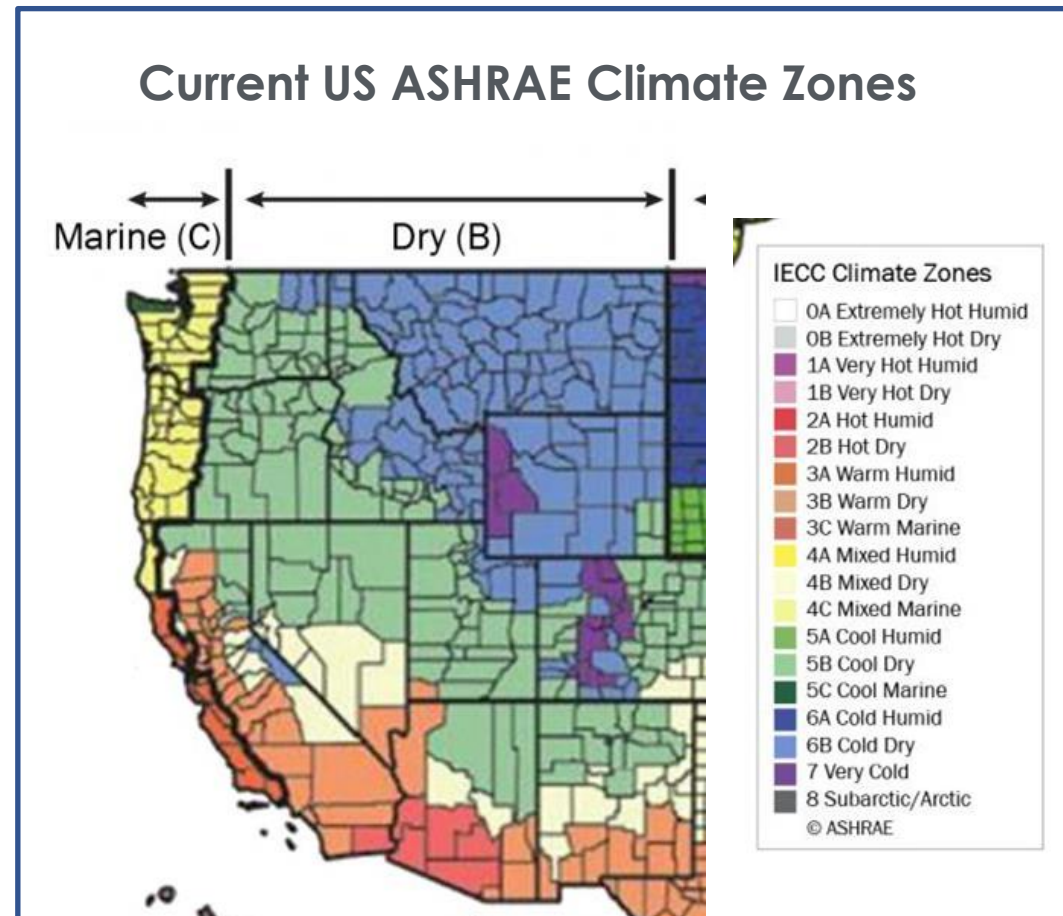 Current US ASHRAE Climate Zones
Marine (C)
Dry (B)
IECC Climate Zones
0A Extremely Hot Humid
0B Extremely Hot Dry
1A Very Hot Humid
1B Very Hot Dry
2A Hot Humid
2B Hot Dry
3A Warm Humid
3B Warm Dry
3C Warm Marine
4A Mixed Humid
4B Mixed Dry
4C Mixed Marine
5A Cool Humid
5B Cool Dry
5C Cool Marine
6A Cold Humid
6B Cold Dry
7 Very Cold
8 Subarctic/Arctic
© ASHRAE